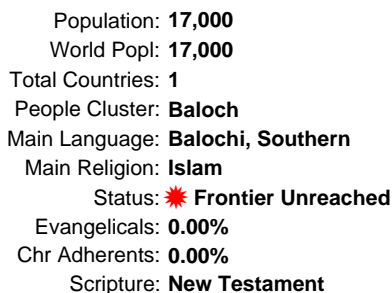 Population: 17,000
World Popl: 17,000
Total Countries: 1
People Cluster: Baloch
Main Language: Balochi, Southern
Main Religion: Islam
Status: Frontier Unreached
Evangelicals: 0.00%
Chr Adherents: 0.00%
Scripture: New Testament